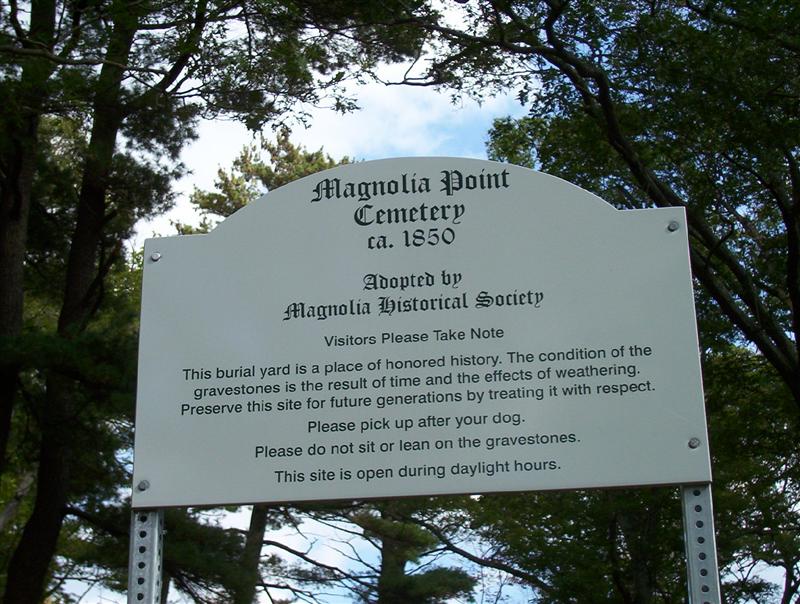 Magnolia Point
Cemetery
ca. 1850
Adopted by
Magnolia Historical Society
Visitors Please Take Note
This burial yard is a place of honored history. The condition of the
gravestones is the result of time and the effects of weathering.
Preserve this site for future generations by treating it with respect.
Please pick up after your dog.
Please do not sit or lean on the gravestones.
This site is open during daylight hours.